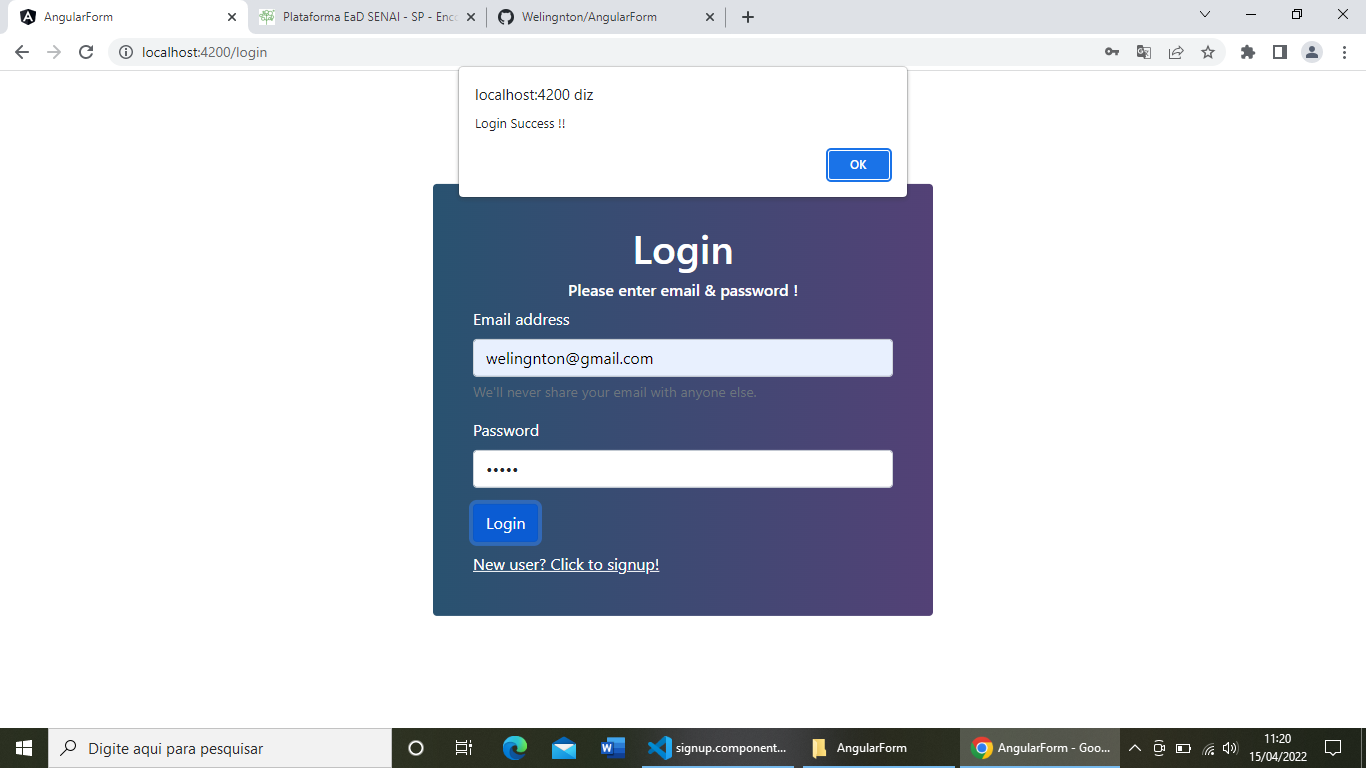 AngularForm
Plataforma EaD SENAI - SP - Enco
Welingnton/AngularForm
localhost:4200/login
localhost:4200 diz
Login Success !!
OK
Login
Please enter email & password !
Email address
welingnton@gmail.com
We'll never share your email with anyone else.
Password
•••••
Login
New user? Click to signup!
Digite aqui para pesquisar
signup.component...
AngularForm
AngularForm - Goo...
11:20
15/04/2022